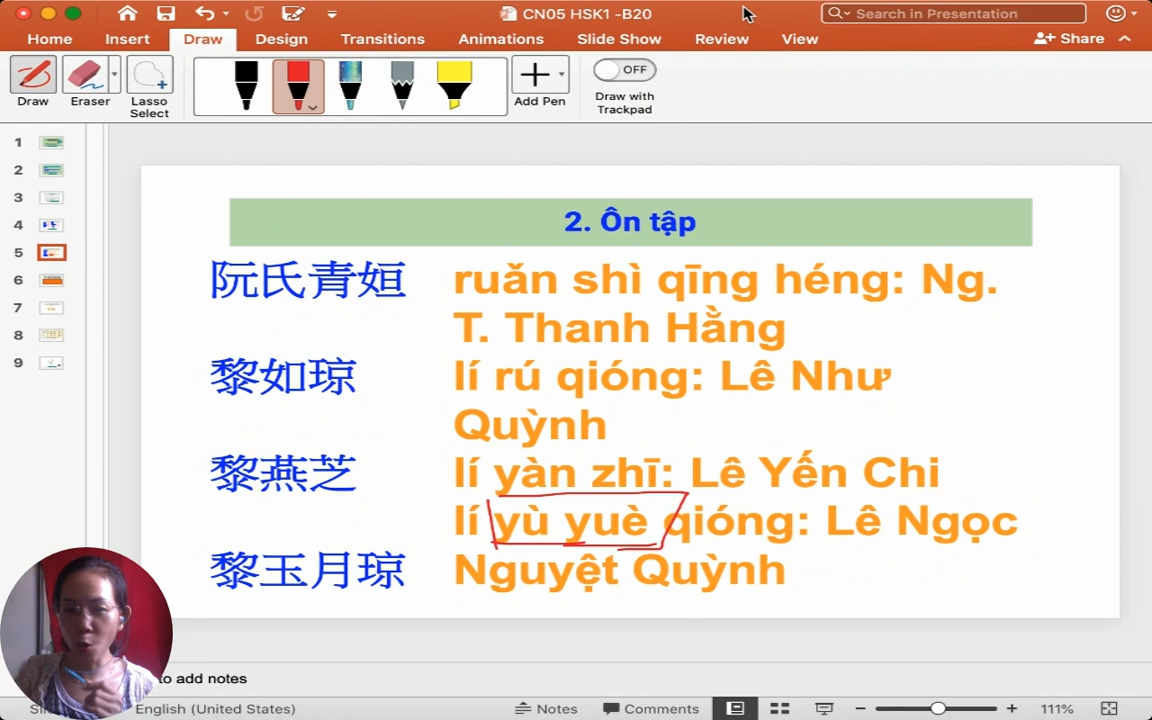 CN05 HSK1 -B20
Search in Presentation
Home Insert Draw Design Transitions Animations Slide Show Review View Share
Draw Eraser Lasso Select Add Pen OFF Draw with Trackpad
1
2
3
4
5
6
7
8
9
2. Ôn tập
阮氏青姮 ruăn shì qīng héng: Ng.
T. Thanh Hằng
黎如琼 lí rú qióng: Lê Như
Quỳnh
黎燕芝 lí yàn zhī: Lê Yến Chi
lí yù yuè qióng: Lê Ngọc
黎玉月琼 Nguyệt Quỳnh
to add notes
English (United States) Notes Comments 111%